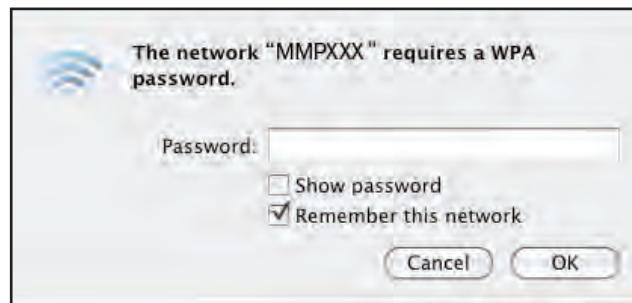 The network “MMPXXX” requires a WPA
password.
Password:
Show password
Remember this network
Cancel OK